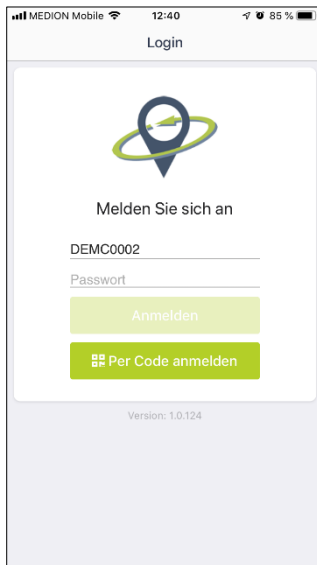 MEDION Mobile 12:40 85 %
Login
Melden Sie sich an
DEMC0002
Passwort
Anmelden
Per Code anmelden
Version: 1.0.124